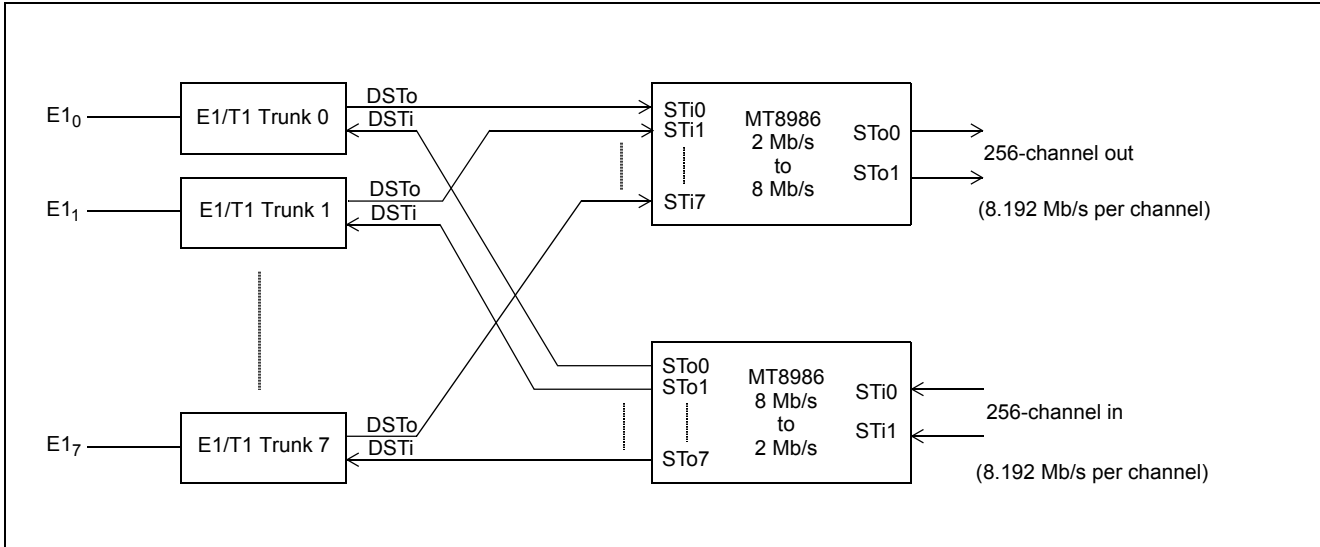 E1₀
E1/T1 Trunk 0
DSTo
DSTi
E1₁
E1/T1 Trunk 1
DSTo
DSTi
E1₇
E1/T1 Trunk 7
DSTo
DSTi
STi0
STi1
STi7
MT8986
2 Mb/s
to
8 Mb/s
STo0
STo1
256-channel out
(8.192 Mb/s per channel)
STo0
STo1
STo7
MT8986
8 Mb/s
to
2 Mb/s
STi0
STi1
256-channel in
(8.192 Mb/s per channel)